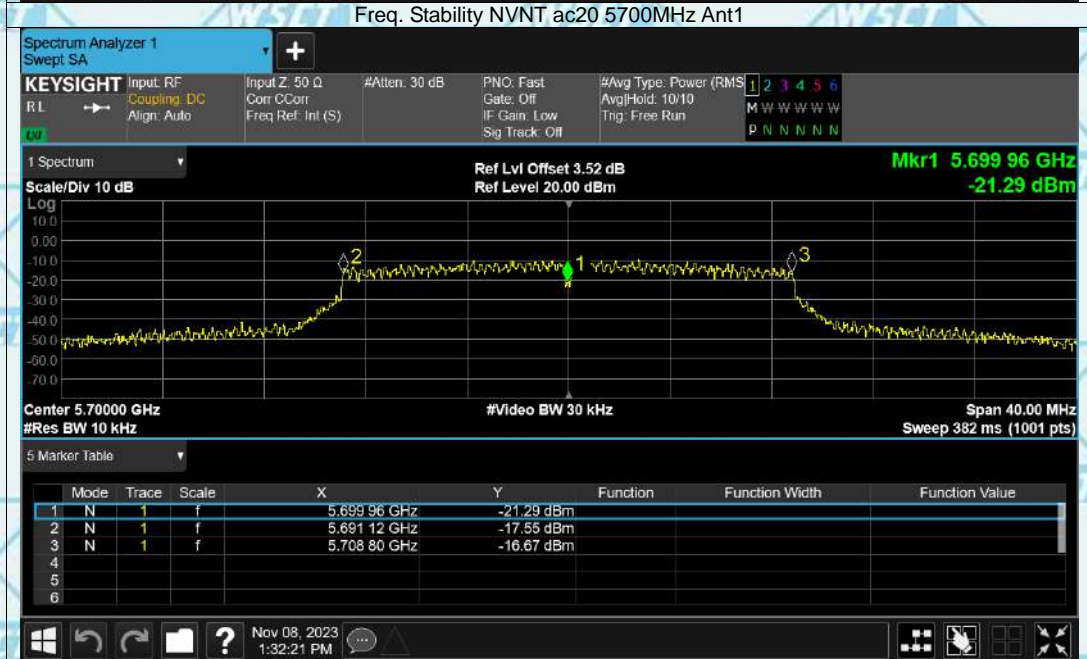 Freq. Stability NVNT ac20 5700MHz Ant1
Spectrum Analyzer 1
Swept SA
+
KEYSIGHT Input: RF Input Z: 50 Ω #Atten: 30 dB PNO: Fast #Avg Type: Power (RMS 1 2 3 4 5 6
RL Coupling: DC Corr CCorr Gate: Off Avg|Hold: 10/10 M W W W W W
Align: Auto Freq Ref: Int (S) IF Gain: Low Trig: Free Run
LXI Sig Track: Off P N N N N N
1 Spectrum Ref Lvl Offset 3.52 dB Mkr1 5.699 96 GHz
Scale/Div 10 dB Ref Level 20.00 dBm -21.29 dBm
Log
10.0
0.00
-10.0
-20.0
-30.0
-40.0
-50.0
-60.0
-70.0
2 1 3
Center 5.70000 GHz #Video BW 30 kHz Span 40.00 MHz
#Res BW 10 kHz Sweep 382 ms (1001 pts)
5 Marker Table
Mode Trace Scale X Y Function Function Width Function Value
1 N 1 f 5.699 96 GHz -21.29 dBm
2 N 1 f 5.691 12 GHz -17.55 dBm
3 N 1 f 5.708 80 GHz -16.67 dBm
4
5
6
? Nov 08, 2023
1:32:21 PM